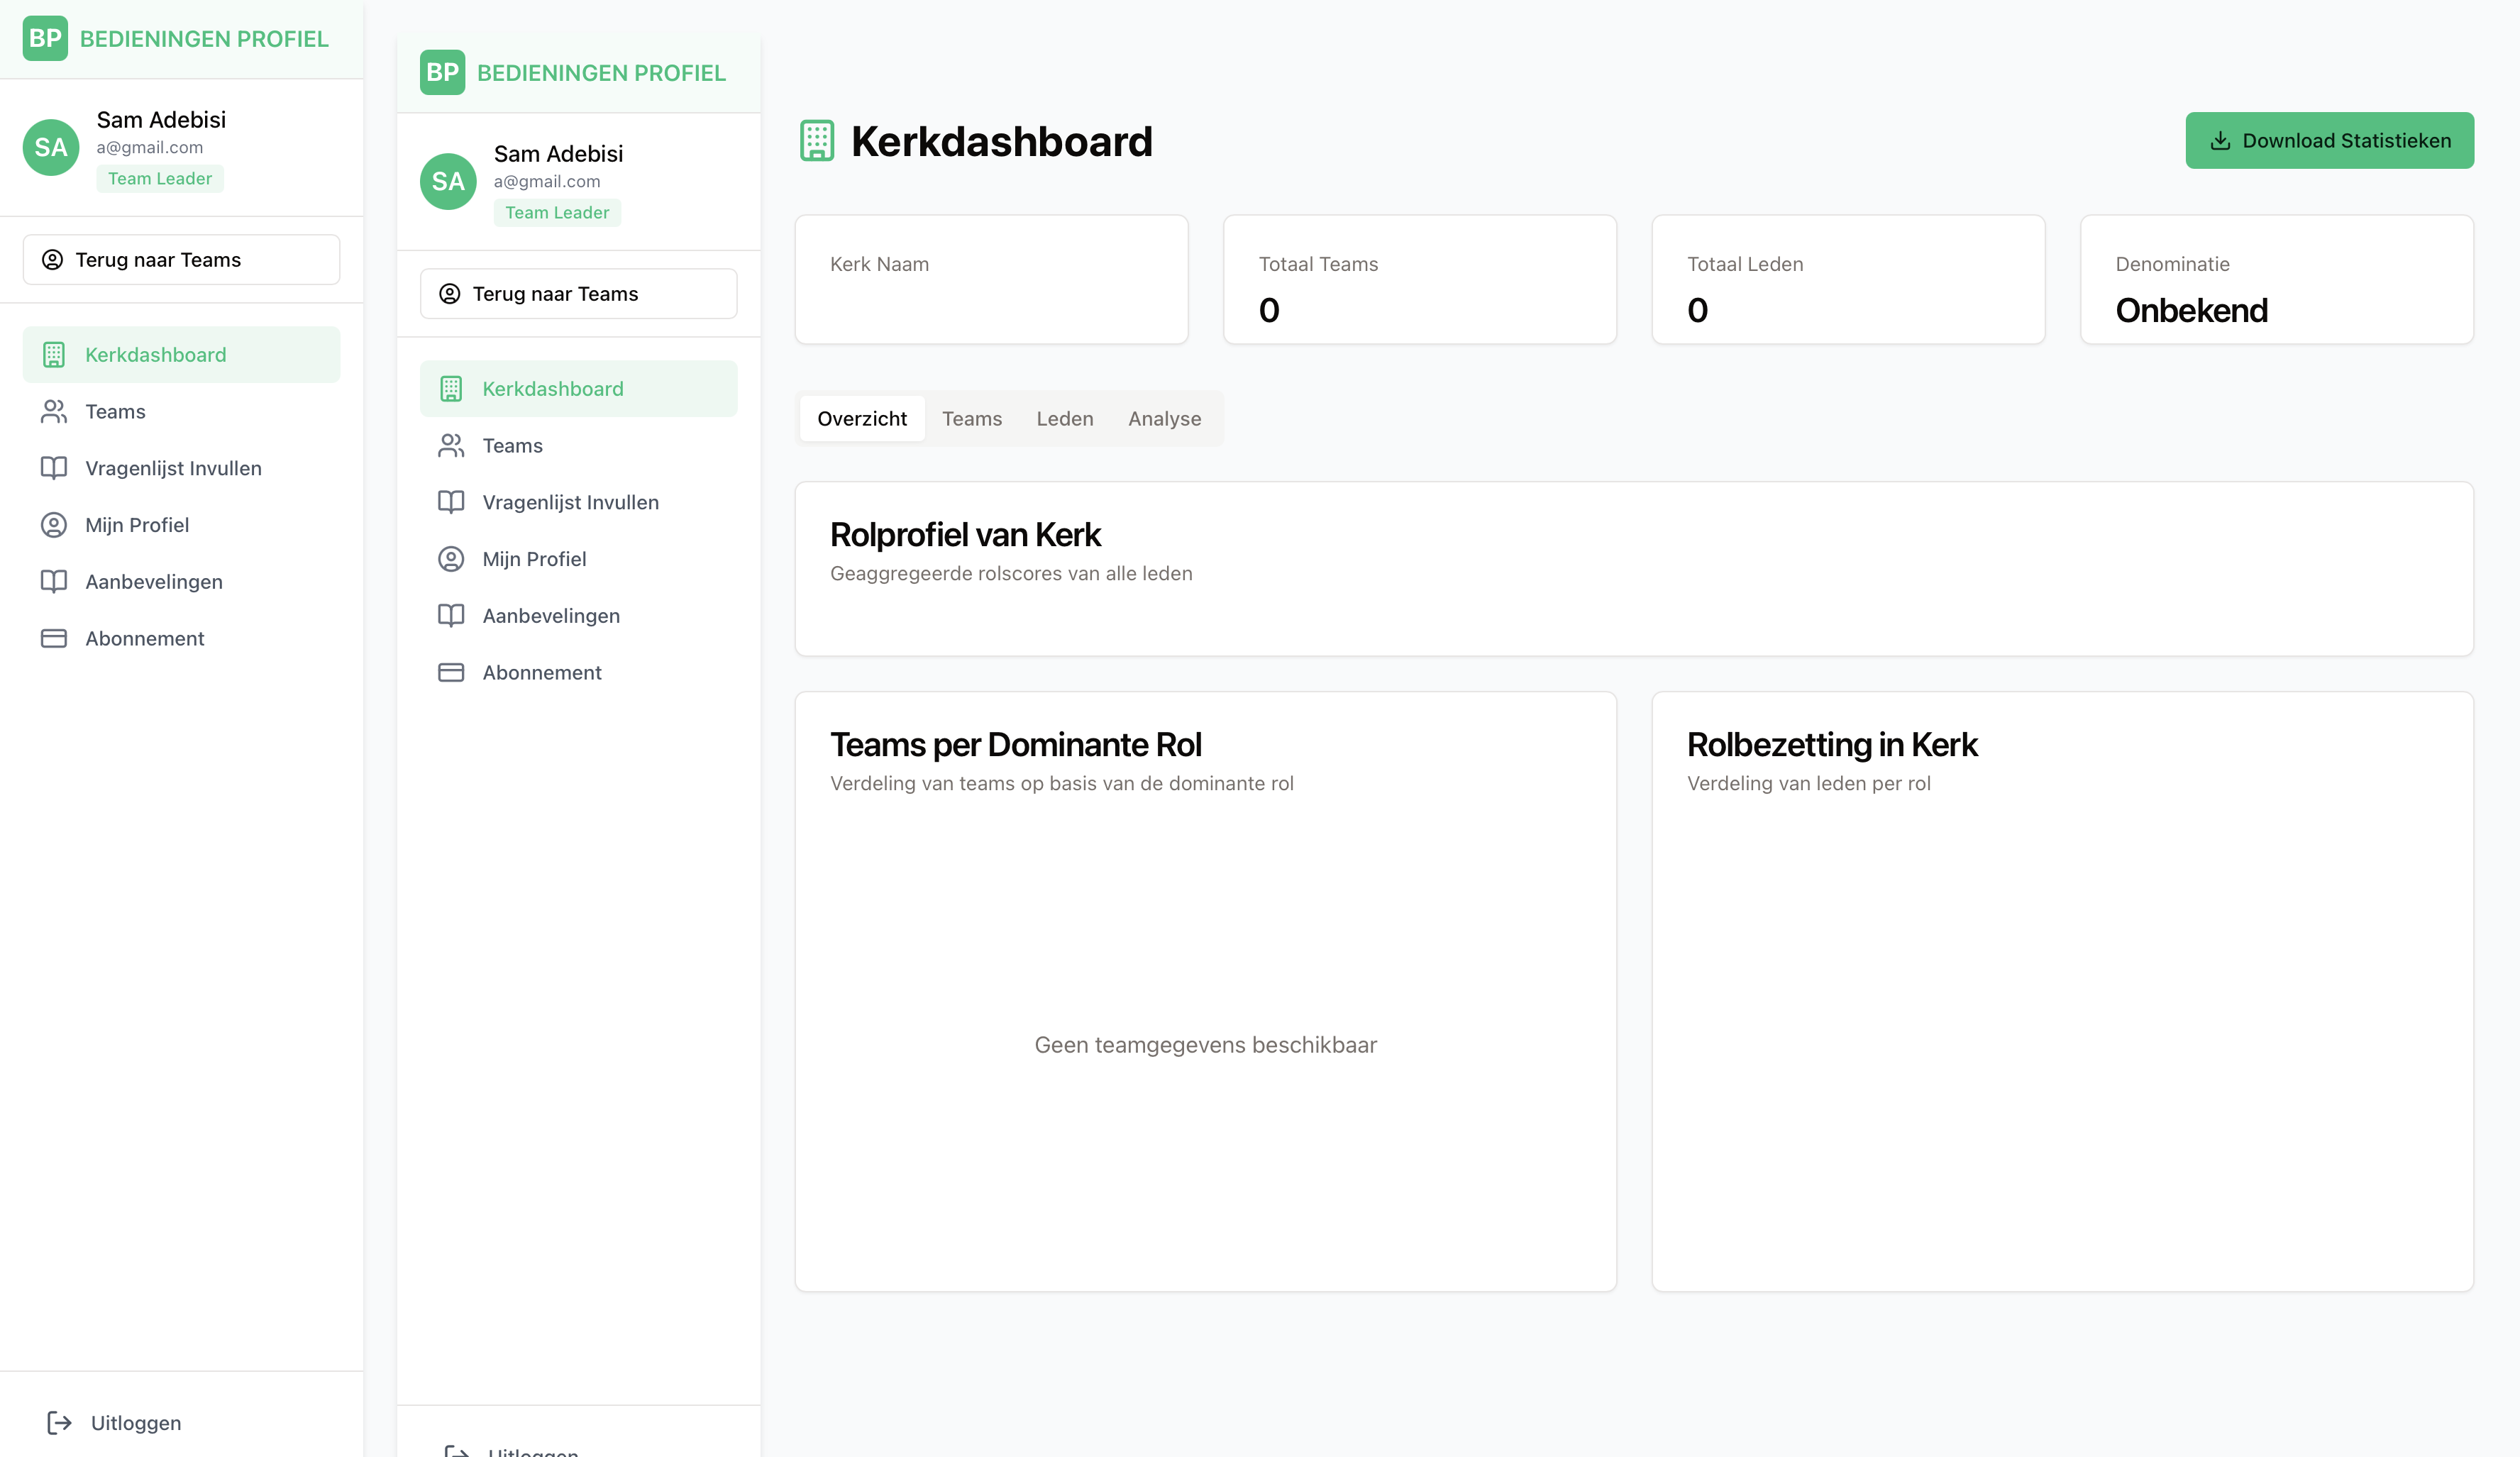 BP BEDIENINGEN PROFIEL
SA
Sam Adebisi
a@gmail.com
Team Leader
Terug naar Teams
Kerkdashboard
Teams
Vragenlijst Invullen
Mijn Profiel
Aanbevelingen
Abonnement
Uitloggen
BP BEDIENINGEN PROFIEL
SA
Sam Adebisi
a@gmail.com
Team Leader
Terug naar Teams
Kerkdashboard
Teams
Vragenlijst Invullen
Mijn Profiel
Aanbevelingen
Abonnement
Uitloggen
Kerkdashboard
Download Statistieken
Kerk Naam
Totaal Teams
0
Totaal Leden
0
Denominatie
Onbekend
Overzicht Teams Leden Analyse
Rolprofiel van Kerk
Geaggregeerde rolscores van alle leden
Teams per Dominante Rol
Verdeling van teams op basis van de dominante rol
Geen teamgegevens beschikbaar
Rolbezetting in Kerk
Verdeling van leden per rol